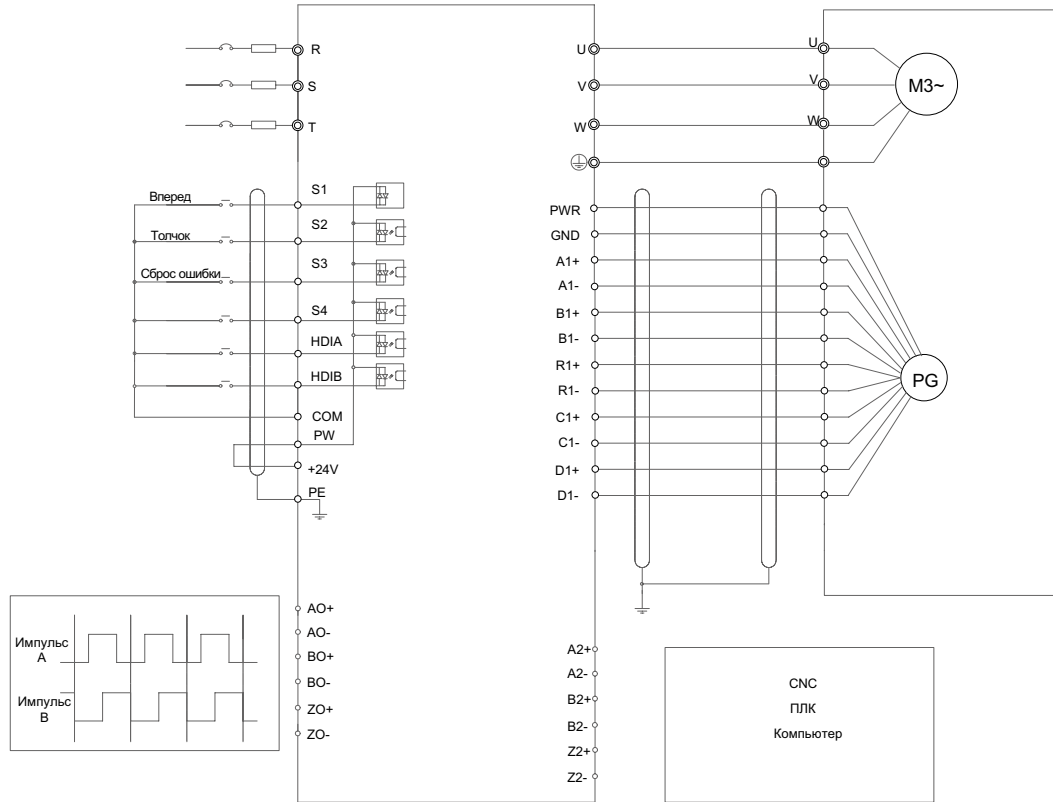 R
S
T
U
V
W
U
V
W
M3~
Вперед
Толчок
Сброс ошибки
S1
S2
S3
S4
HDIA
HDIB
COM
PW
+24V
PE
PWR
GND
A1+
A1-
B1+
B1-
R1+
R1-
C1+
C1-
D1+
D1-
PG
Импульс
A
Импульс
B
AO+
AO-
BO+
BO-
ZO+
ZO-
A2+
A2-
B2+
B2-
Z2+
Z2-
CNC
ПЛК
Компьютер